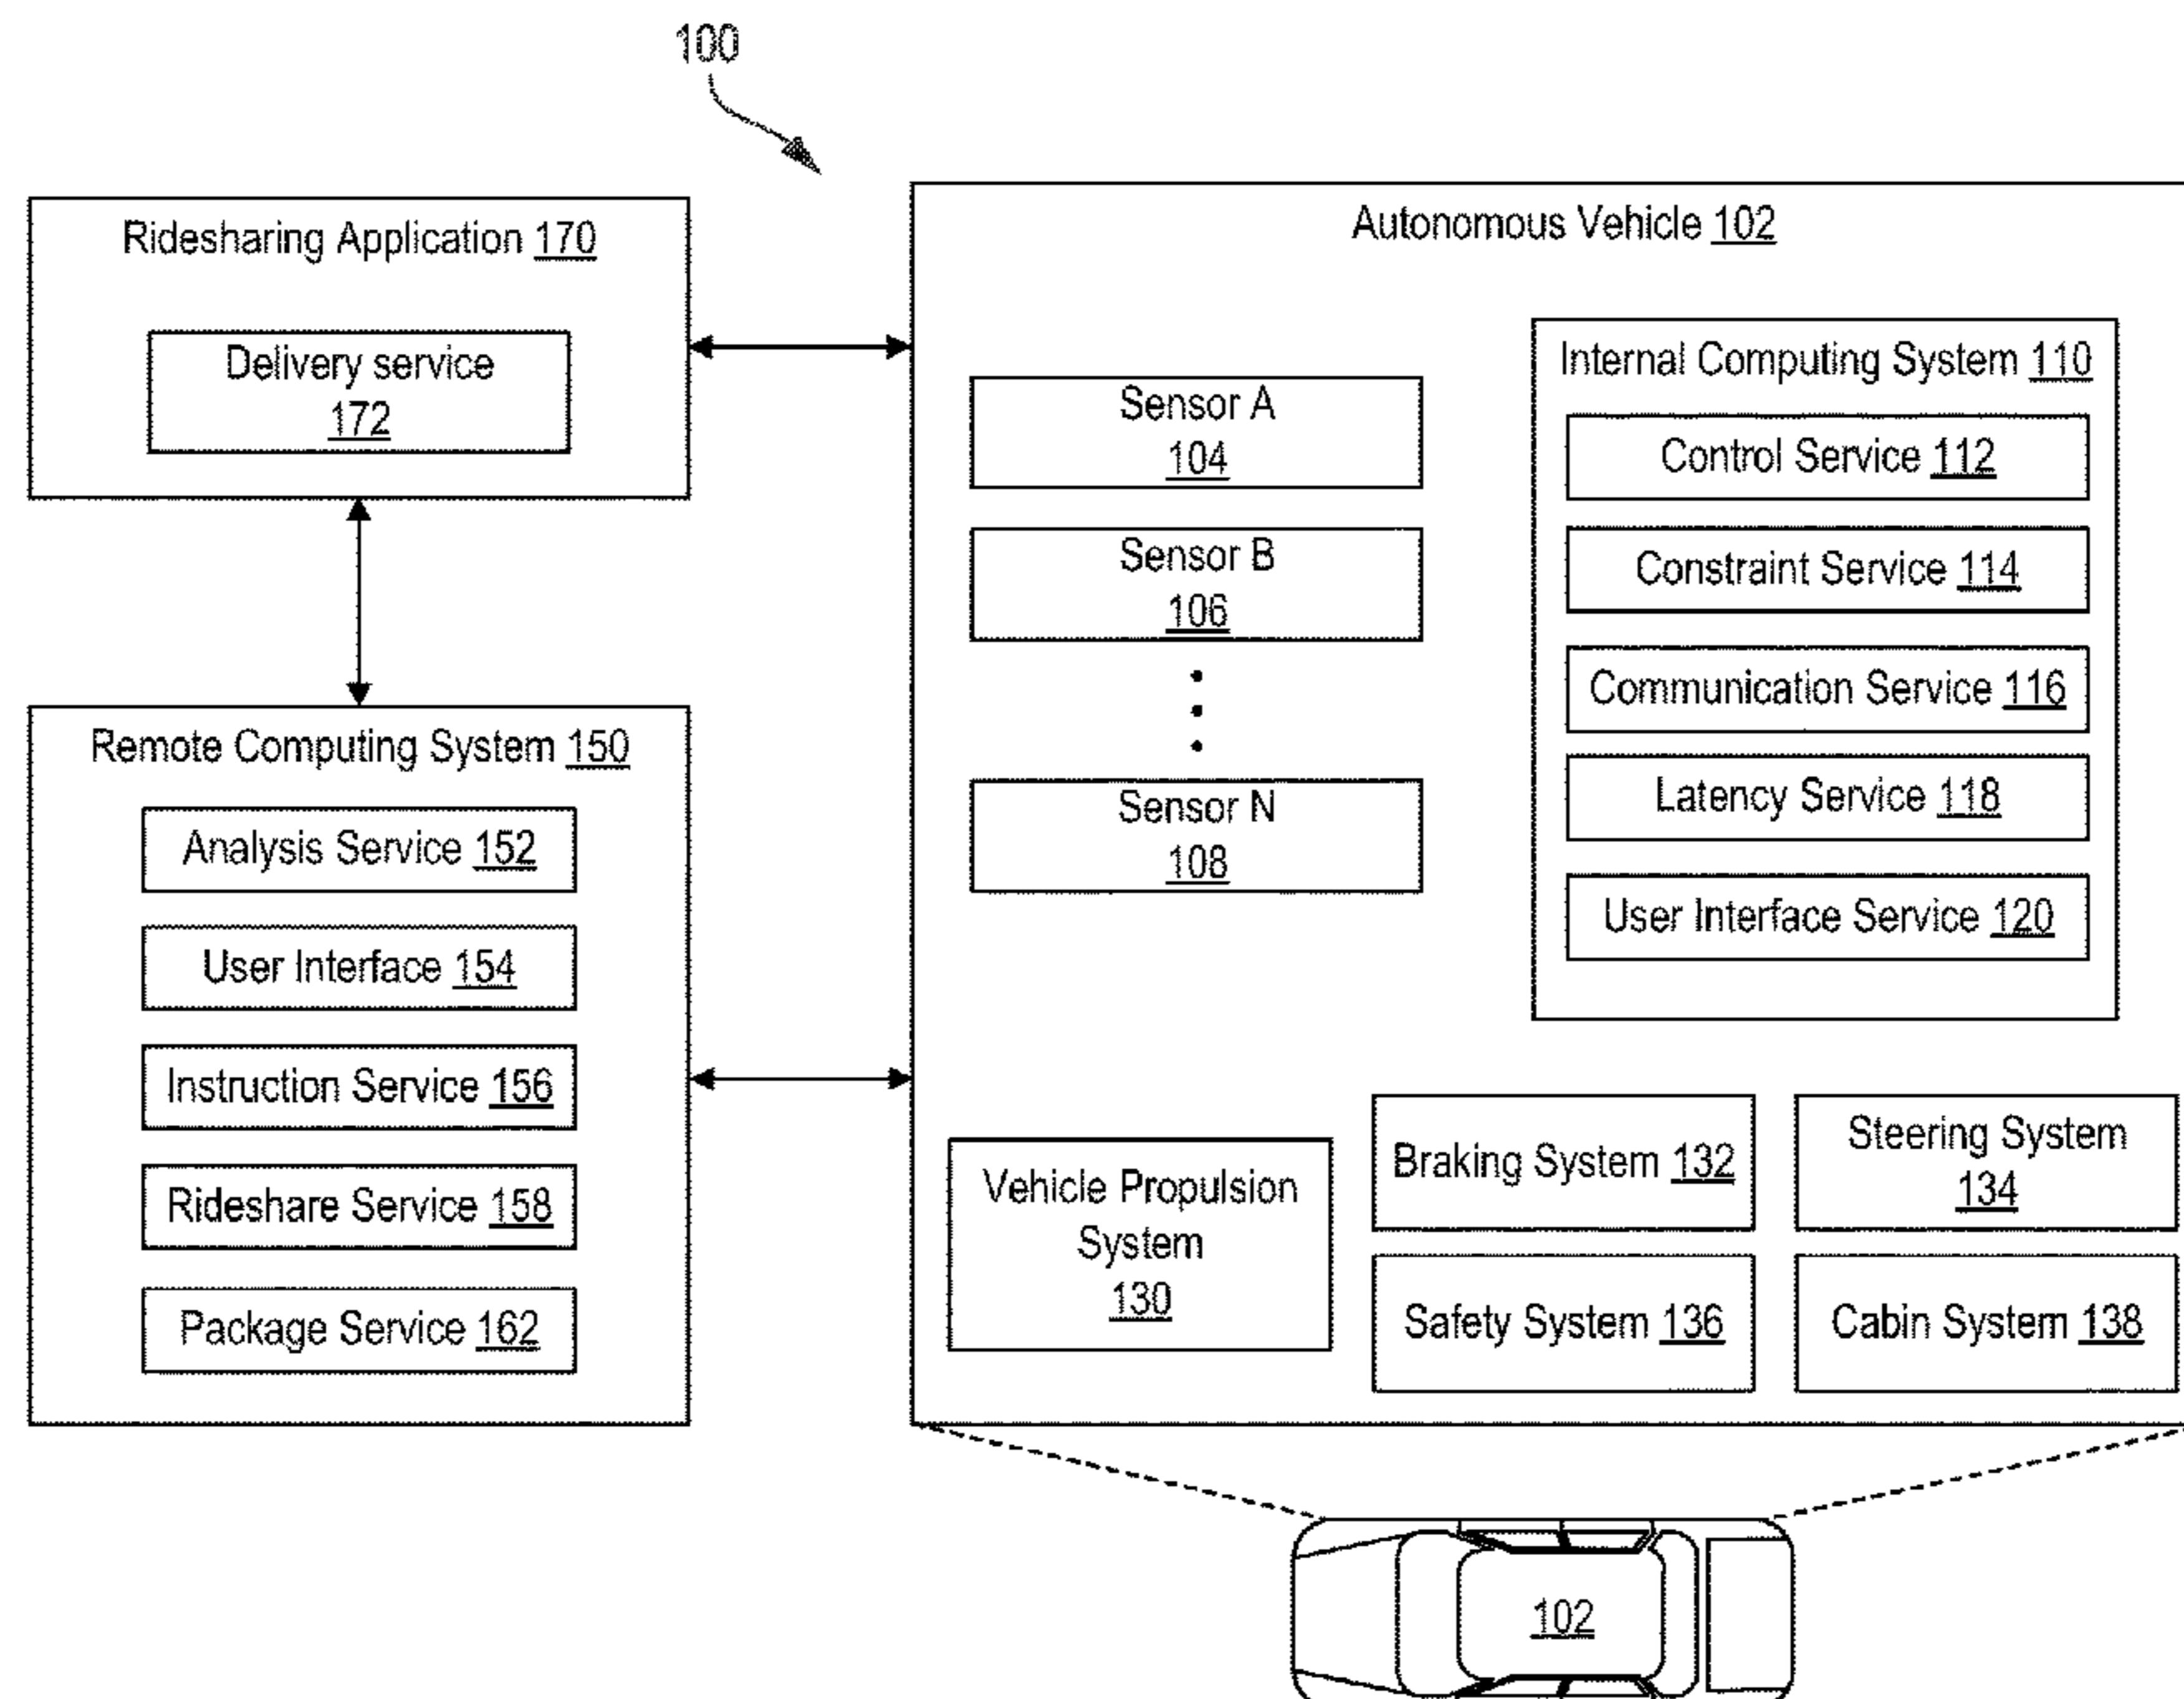 100
Ridesharing Application 170
Delivery service
172
Remote Computing System 150
Analysis Service 152
User Interface 154
Instruction Service 156
Rideshare Service 158
Package Service 162
Autonomous Vehicle 102
Sensor A
104
Sensor B
106
Sensor N
108
Internal Computing System 110
Control Service 112
Constraint Service 114
Communication Service 116
Latency Service 118
User Interface Service 120
Vehicle Propulsion
System
130
Braking System 132
Steering System
134
Safety System 136
Cabin System 138
102